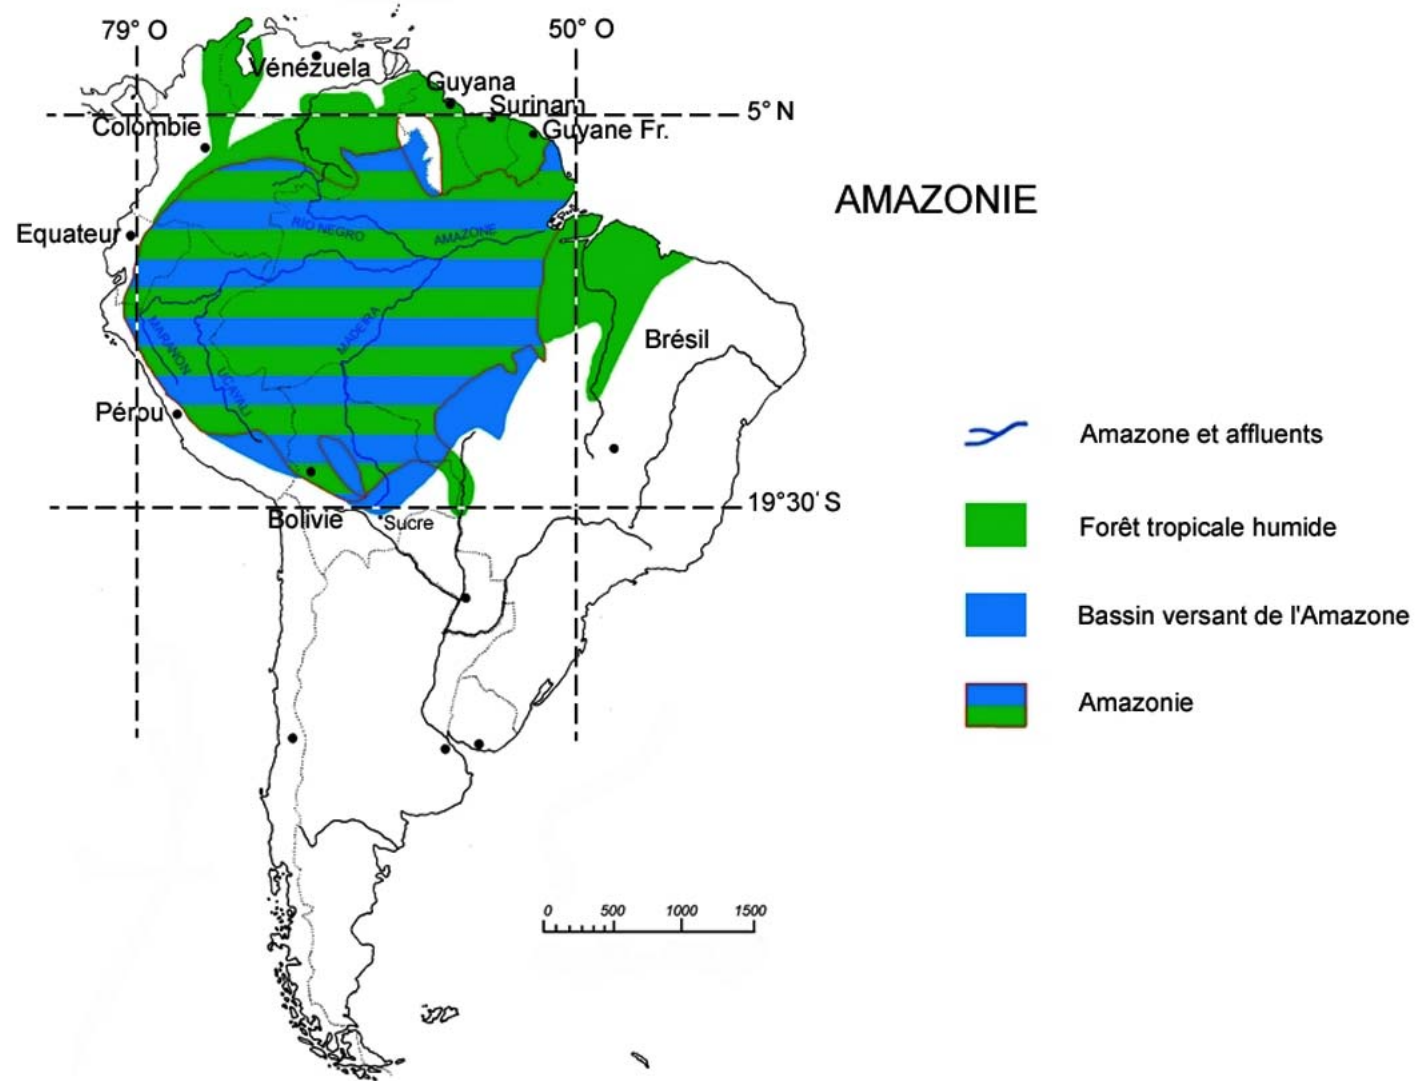 79° O
50° O
Vénézuela
Guyana
Surinam
5° N
Colombie
Guyane Fr.
AMAZONIE
RIO NEGRO
AMAZONE
Equateur
MARANON
MADEIRA
UCAYALI
Brésil
Pérou
Amazone et affluents
19°30' S
Bolivie
Sucre
Forêt tropicale humide
Bassin versant de l'Amazone
Amazonie
0 500 1000 1500